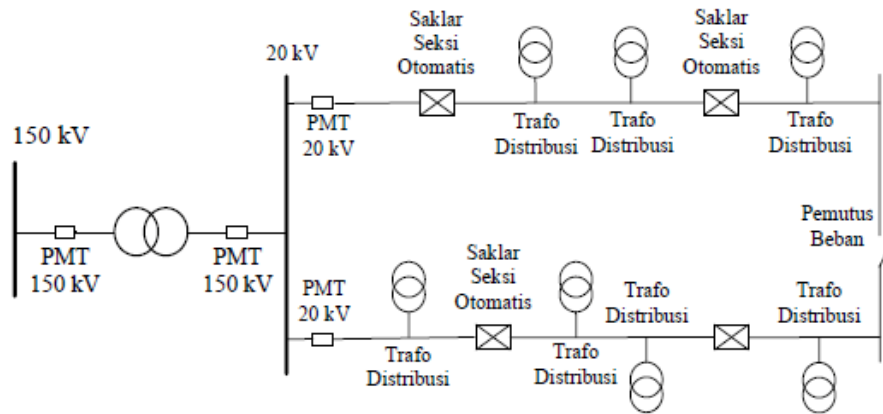 150 kV
PMT
150 kV
PMT
150 kV
20 kV
PMT
20 kV
Saklar
Seksi
Otomatis
Trafo
Distribusi
Trafo
Distribusi
Saklar
Seksi
Otomatis
Trafo
Distribusi
Pemutus
Beban
PMT
20 kV
Trafo
Distribusi
Saklar
Seksi
Otomatis
Trafo
Distribusi
Trafo
Distribusi
Trafo
Distribusi